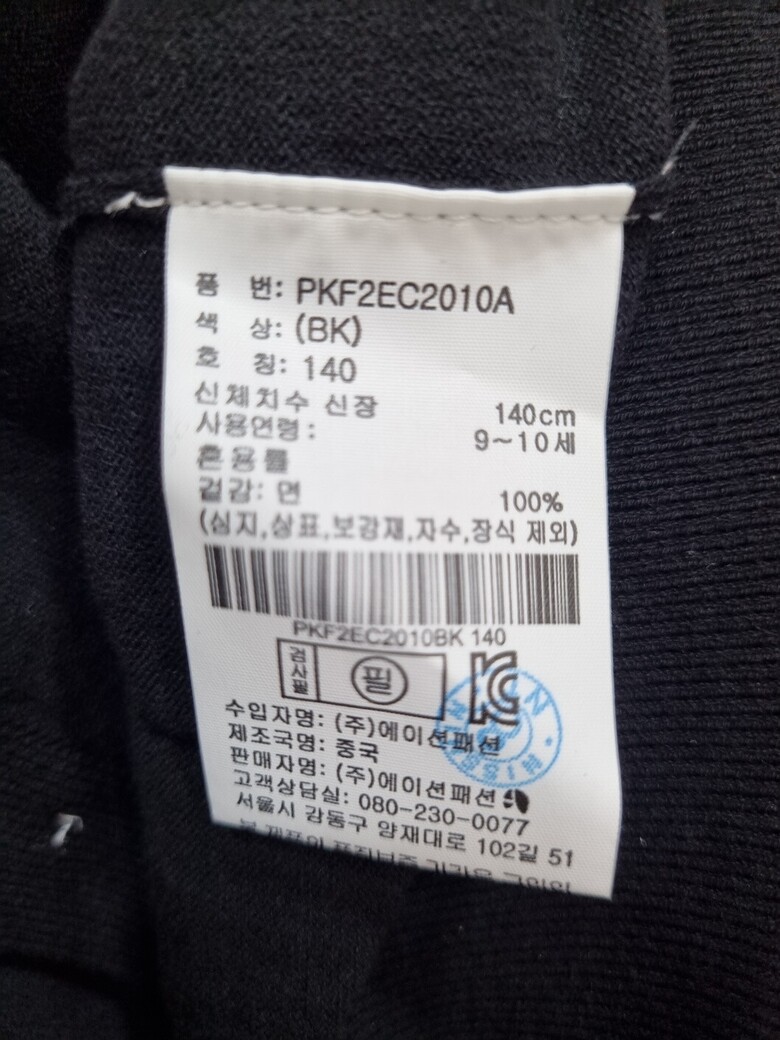 품 번: PKF2EC2010A
색 상: (BK)
호 칭: 140
신체치수 신장 140cm
사용연령: 9~10세
혼용률
겉감: 면 100%
(심지,상표,보강재,자수,장식 제외)
PKF2EC2010BK 140
검사필 필
수입자명: (주)에이션패션
제조국명: 중국
판매자명: (주)에이션패션
고객상담실: 080-230-0077
서울시 강동구 양재대로 102길 51